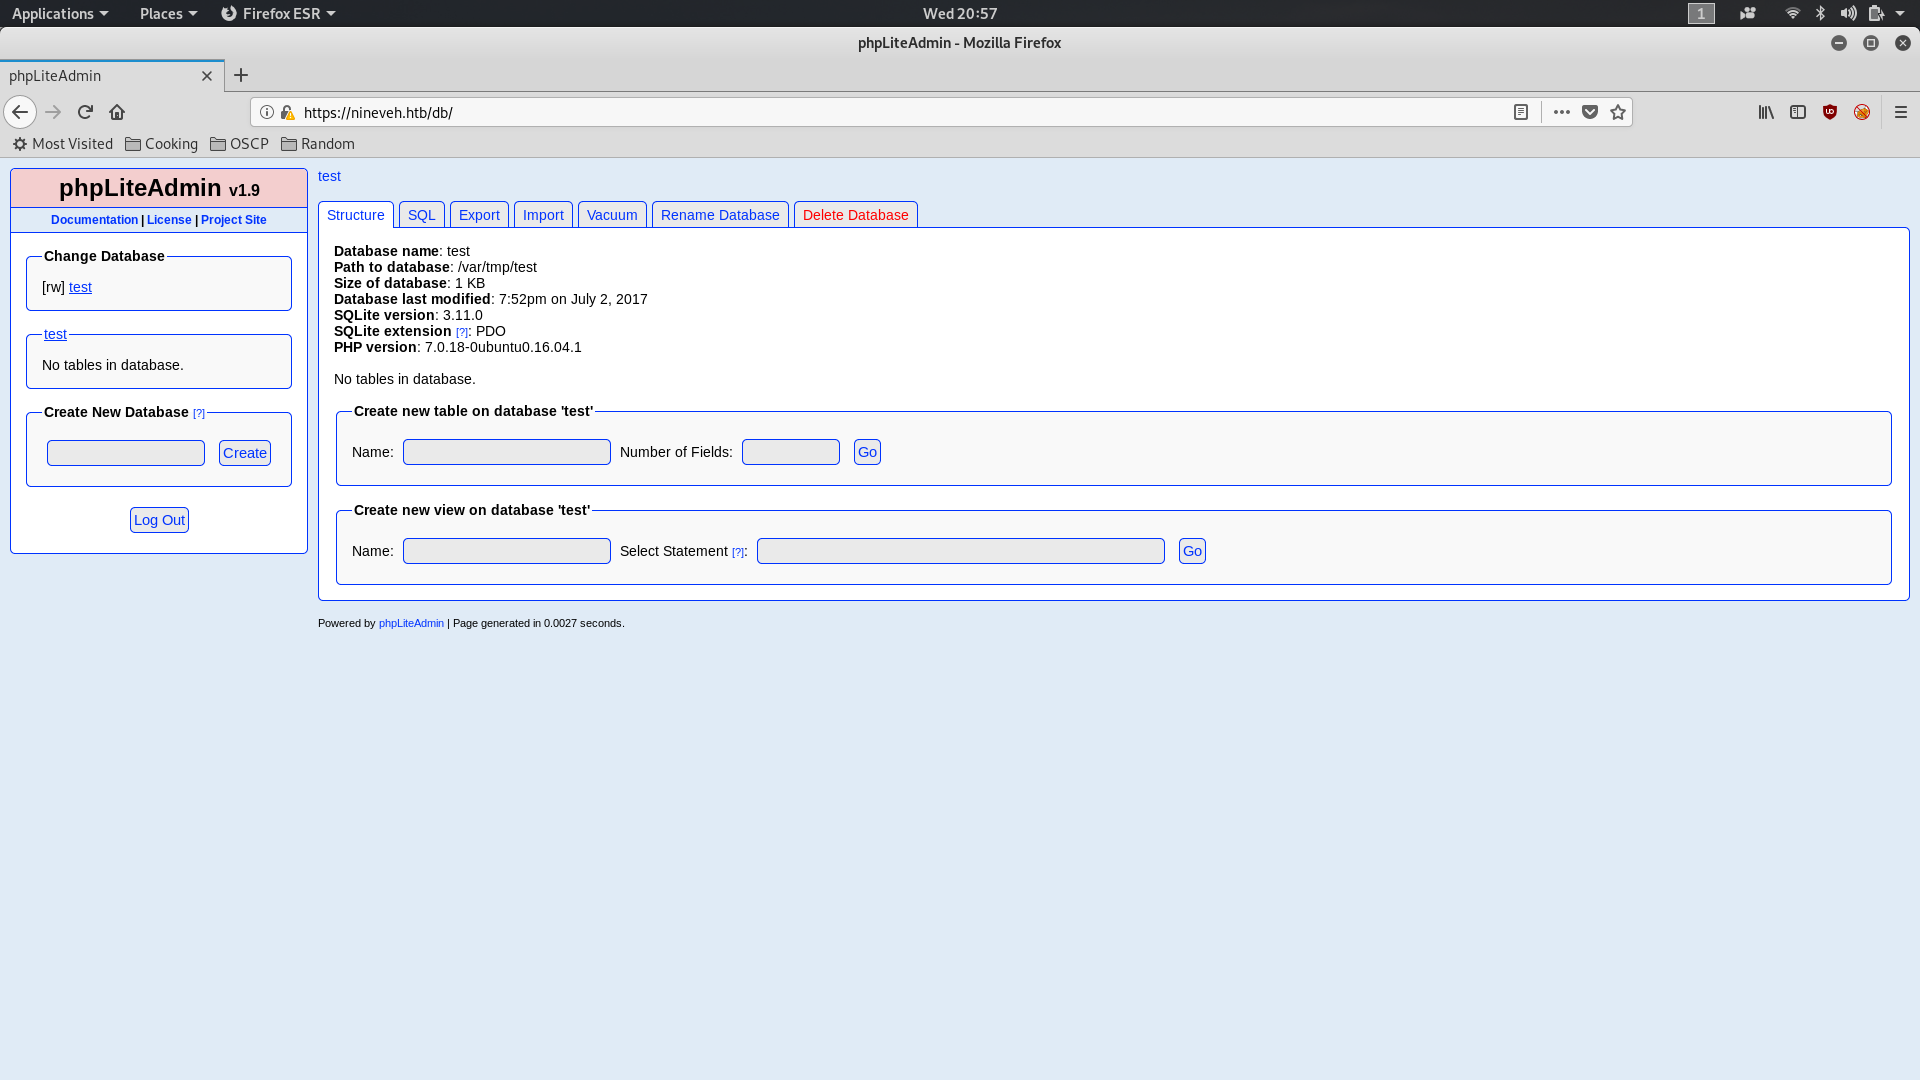 Applications Places Firefox ESR Wed 20:57 1
phpLiteAdmin - Mozilla Firefox
phpLiteAdmin
https://nineveh.htb/db/
Most Visited Cooking OSCP Random
phpLiteAdmin v1.9
Documentation | License | Project Site
Change Database
[rw] test
test
No tables in database.
Create New Database [?]
Create
Log Out
test
Structure SQL Export Import Vacuum Rename Database Delete Database
Database name: test
Path to database: /var/tmp/test
Size of database: 1 KB
Database last modified: 7:52pm on July 2, 2017
SQLite version: 3.11.0
SQLite extension [?]: PDO
PHP version: 7.0.18-0ubuntu0.16.04.1
No tables in database.
Create new table on database 'test'
Name: Number of Fields: Go
Create new view on database 'test'
Name: Select Statement [?]: Go
Powered by phpLiteAdmin | Page generated in 0.0027 seconds.